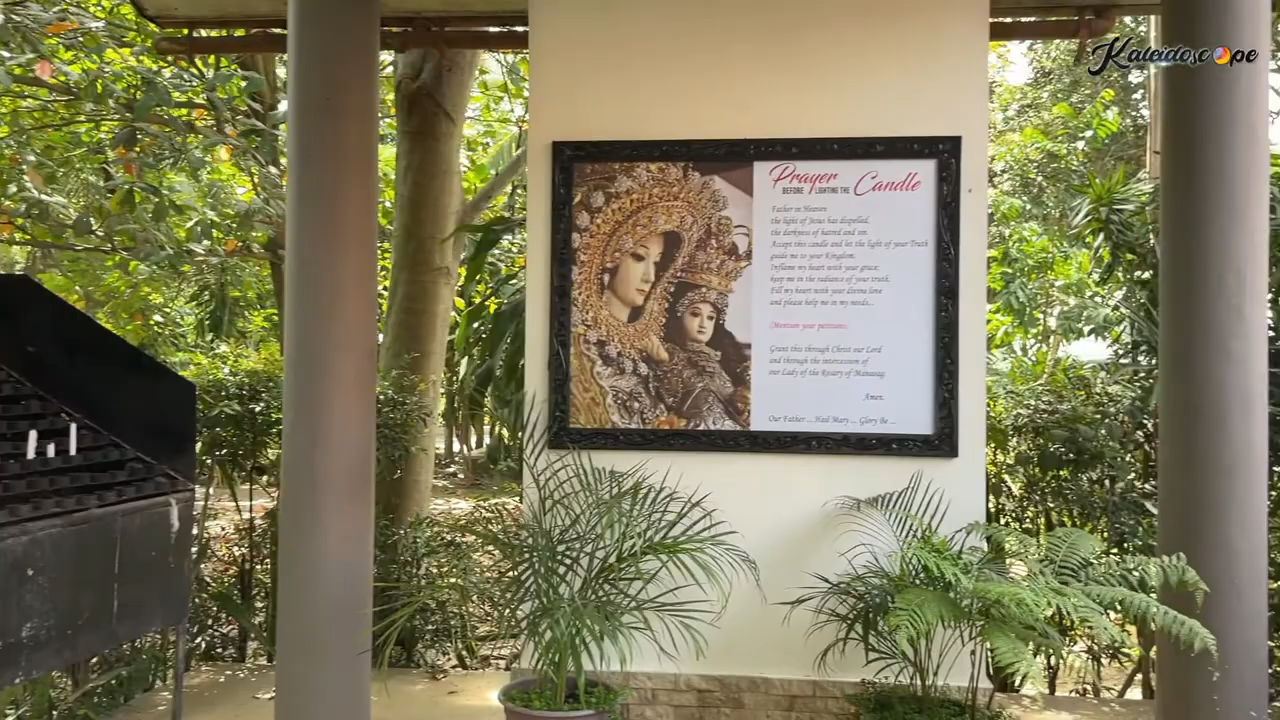 Kaleidoscope
Prayer
BEFORE LIGHTING THE Candle
Father in Heaven
the light of Jesus has dispelled,
the darkness of hatred and sin.
Accept this candle and let the light of your Truth
guide me to your Kingdom.
Inflame my heart with your grace;
keep me in the radiance of your truth,
Fill my heart with your divine love
and please help me in my needs...
(Mention your petitions)
Grant this through Christ our Lord
and through the intercession of
our Lady of the Rosary of Manaoag.
Amen.
Our Father ... Hail Mary ... Glory Be ...